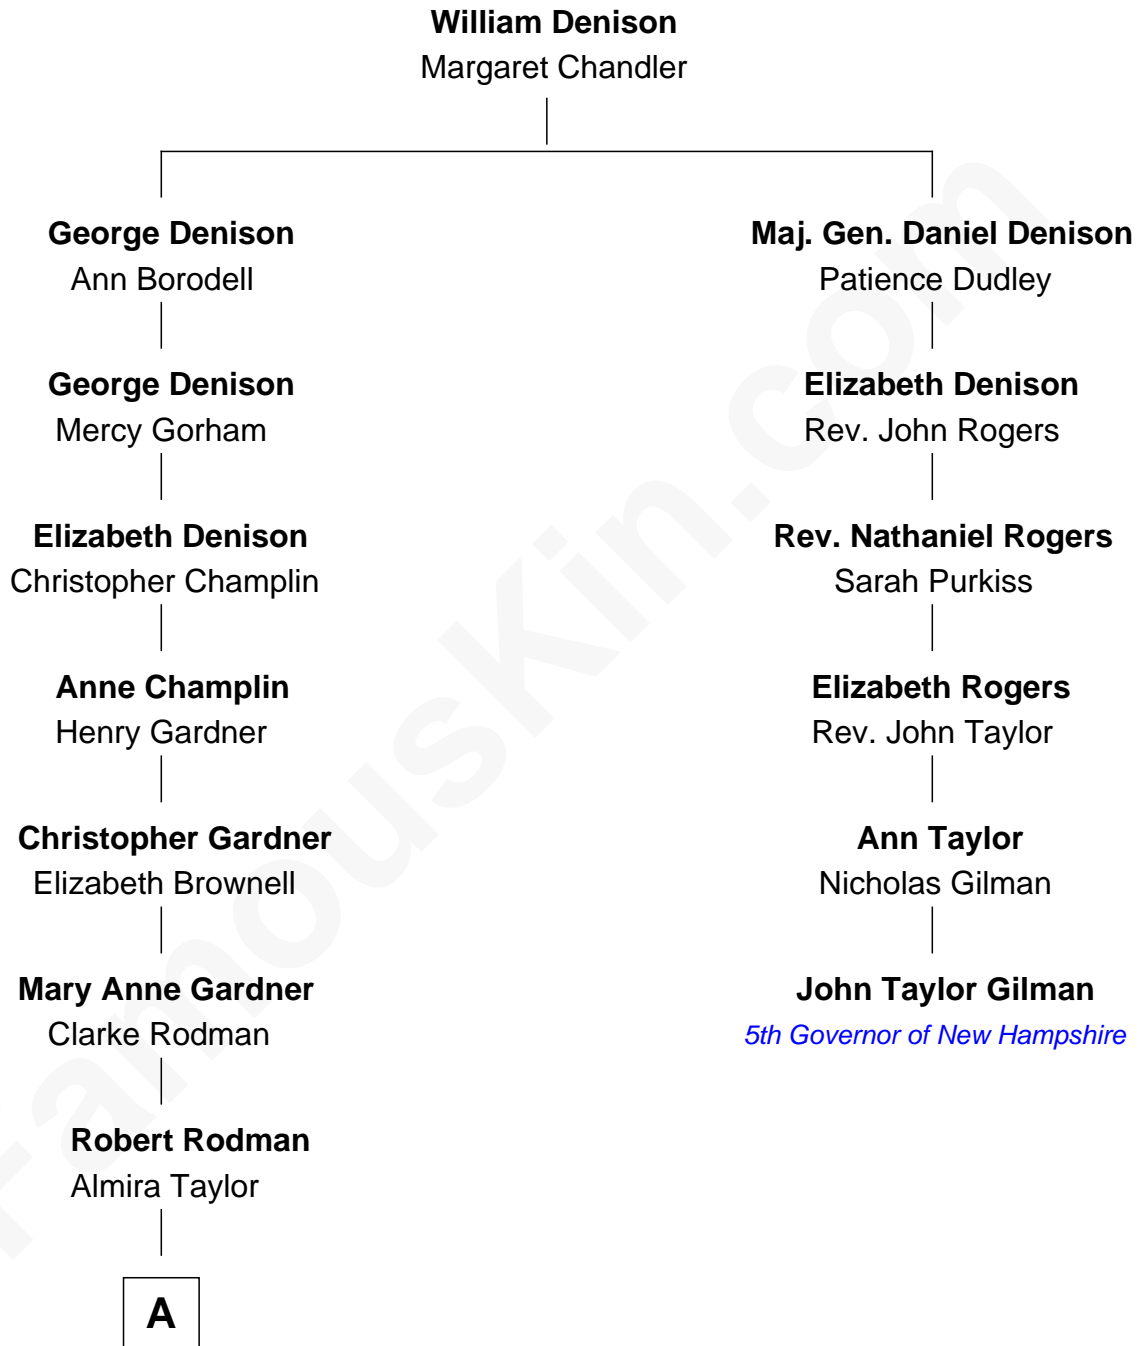 William Denison
Margaret Chandler
George Denison
Ann Borodell
George Denison
Mercy Gorham
Elizabeth Denison
Christopher Champlin
Anne Champlin
Henry Gardner
Christopher Gardner
Elizabeth Brownell
Mary Anne Gardner
Clarke Rodman
Robert Rodman
Almira Taylor
A
Maj. Gen. Daniel Denison
Patience Dudley
Elizabeth Denison
Rev. John Rogers
Rev. Nathaniel Rogers
Sarah Purkiss
Elizabeth Rogers
Rev. John Taylor
Ann Taylor
Nicholas Gilman
John Taylor Gilman
5th Governor of New Hampshire
FamousKin.com